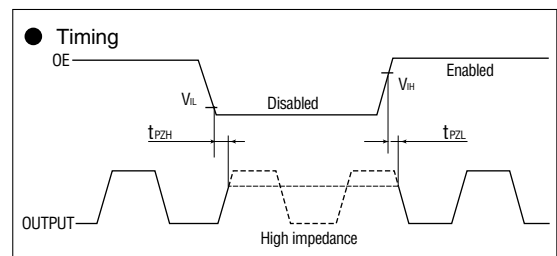 ● Timing
OE
Enabled
VIL
Disabled
VIH
tPZH
tPZL
OUTPUT
High impedance